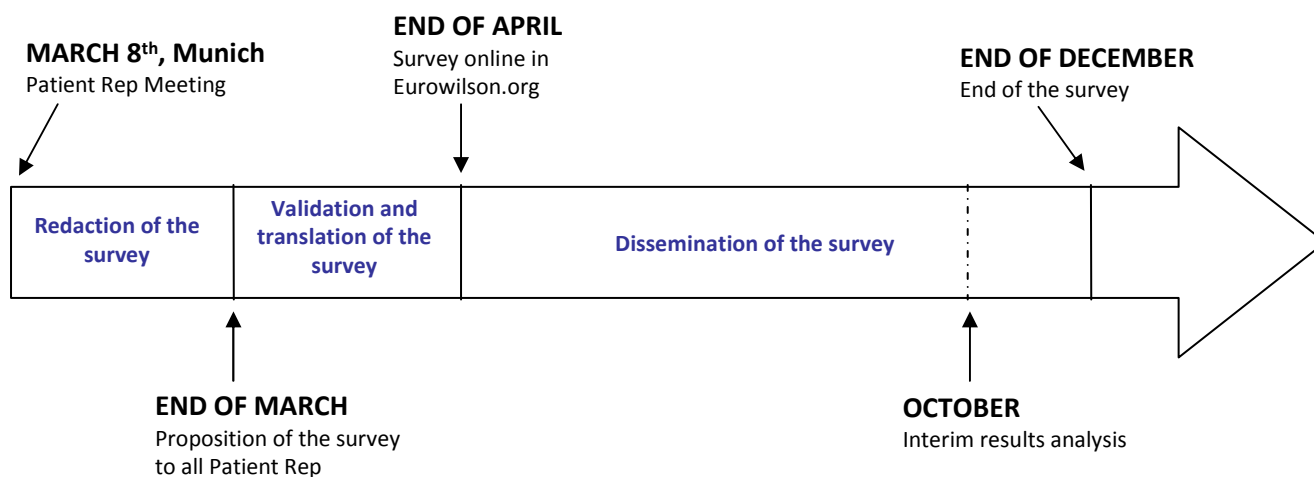 MARCH 8th, Munich
Patient Rep Meeting
END OF APRIL
Survey online in
Eurowilson.org
END OF DECEMBER
End of the survey
Redaction of the
survey
Validation and
translation of the
survey
Dissemination of the survey
END OF MARCH
Proposition of the survey
to all Patient Rep
OCTOBER
Interim results analysis